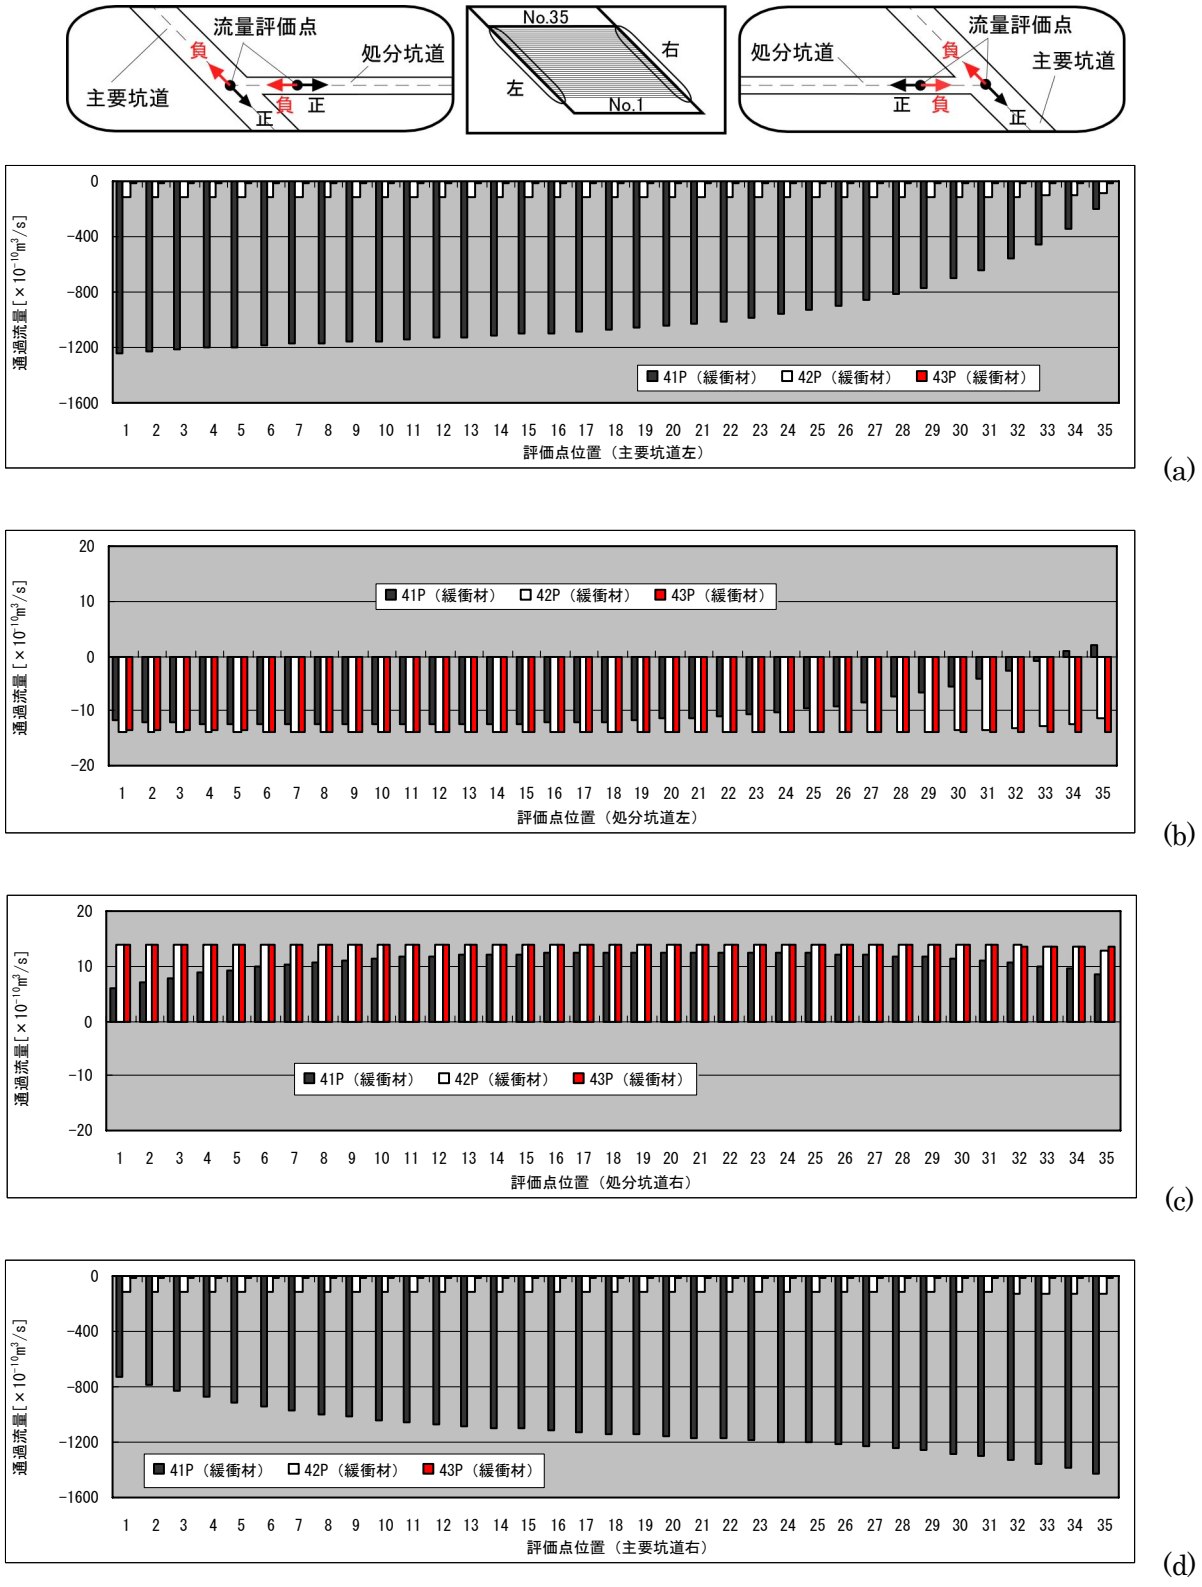 流量評価点
処分坑道
主要坑道
負
正
負
正
No.35
右
左
No.1
流量評価点
処分坑道
主要坑道
負
正
負
正
通過流量[×10⁻¹⁰m³/s]
0
-400
-800
-1200
-1600
41P（緩衝材） 42P（緩衝材） 43P（緩衝材）
1 2 3 4 5 6 7 8 9 10 11 12 13 14 15 16 17 18 19 20 21 22 23 24 25 26 27 28 29 30 31 32 33 34 35
評価点位置（主要坑道左）
(a)
通過流量[×10⁻¹⁰m³/s]
20
10
0
-10
-20
41P（緩衝材） 42P（緩衝材） 43P（緩衝材）
1 2 3 4 5 6 7 8 9 10 11 12 13 14 15 16 17 18 19 20 21 22 23 24 25 26 27 28 29 30 31 32 33 34 35
評価点位置（処分坑道左）
(b)
通過流量[×10⁻¹⁰m³/s]
20
10
0
-10
-20
41P（緩衝材） 42P（緩衝材） 43P（緩衝材）
1 2 3 4 5 6 7 8 9 10 11 12 13 14 15 16 17 18 19 20 21 22 23 24 25 26 27 28 29 30 31 32 33 34 35
評価点位置（処分坑道右）
(c)
通過流量[×10⁻¹⁰m³/s]
0
-400
-800
-1200
-1600
41P（緩衝材） 42P（緩衝材） 43P（緩衝材）
1 2 3 4 5 6 7 8 9 10 11 12 13 14 15 16 17 18 19 20 21 22 23 24 25 26 27 28 29 30 31 32 33 34 35
評価点位置（主要坑道右）
(d)